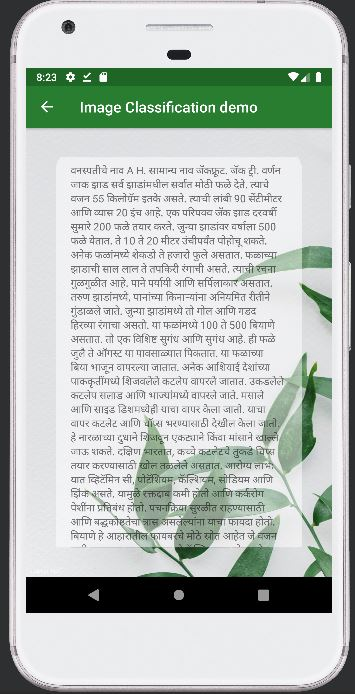 8:23
Image Classification demo
वनस्पतीचे नाव A H. सामान्य नाव जॅकफ्रूट. जॅक ट्री. वर्णन
जाक झाड सर्व झाडांमधील सर्वात मोठी फळे देते. त्याचे
वजन 55 किलोग्रॅम इतके असते. त्याची लांबी 90 सेंटीमीटर
आणि व्यास 20 इंच आहे. एक परिपक्व जॅक झाड दरवर्षी
सुमारे 200 फळे तयार करते. जुन्या झाडांवर वर्षाला 500
फळे येतात. ते 10 ते 20 मीटर उंचीपर्यंत पोहोचू शकते.
अनेक फळांमध्ये शेकडो ते हजारो फुले असतात. फळाच्या
झाडाची साल लाल ते तपकिरी रंगाची असते. त्याची रचना
गुळगुळीत आहे. पाने पर्यायी आणि सर्पिलाकार असतात.
तरुण झाडांमध्ये, पानांच्या किनाऱ्यांना अनियमित रीतीने
गुंडाळले जाते. जुन्या झाडांमध्ये तो गोल आणि गडद
हिरव्या रंगाचा असतो. या फळांमध्ये 100 ते 500 बियाणे
असतात. तो एक विशिष्ट सुगंध आणि सुगंध आहे. ही फळे
जुलै ते ऑगस्ट या पावसाळ्यात पिकतात. या फळाच्या
बिया भाजून वापरल्या जातात. अनेक आशियाई देशांच्या
पाककृतींमध्ये शिजवलेले कटलेप वापरले जातात. उकडलेले
कटलेप सलाड आणि भाज्यांमध्ये वापरले जाते. मसाले
आणि साइड डिशमध्येही याचा वापर केला जातो. याचा
वापर कटलेट आणि चॉप्स भरण्यासाठी देखील केला जातो.
हे नारळाच्या दुधाने शिजवून एकट्याने किंवा मांसाने खाल्ले
जाऊ शकते. दक्षिण भारतात, कच्चे कटलेटचे तुकडे चिप्स
तयार करण्यासाठी खोल तळलेले असतात. आरोग्य लाभ.
यात व्हिटॅमिन सी, पोटॅशियम, कॅल्शियम, सोडियम आणि
झिंक असते. यामुळे रक्तदाब कमी होतो आणि कर्करोग
पेशींना प्रतिबंध होतो. पचनक्रिया सुरळीत राहण्यासाठी
आणि बद्धकोष्ठतेचा त्रास असलेल्यांना याचा फायदा होतो.
बियाणे हे आहारातील फायबरचे मोठे स्रोत आहेत जे वजन